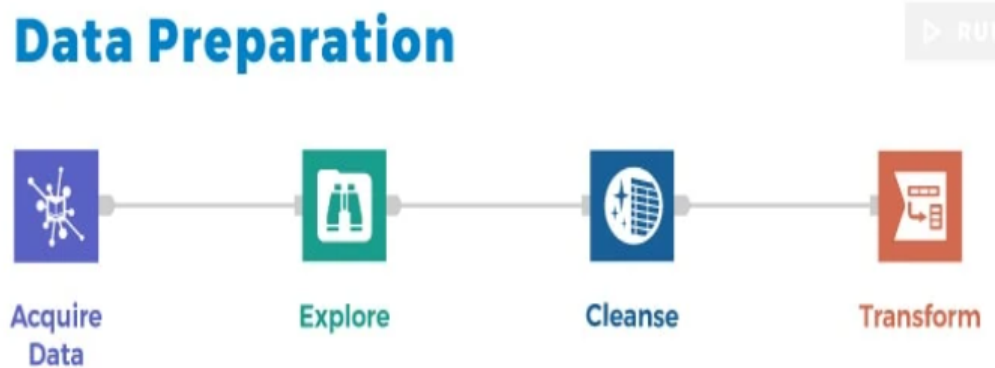 Data Preparation
Acquire
Data
Explore
Cleanse
Transform